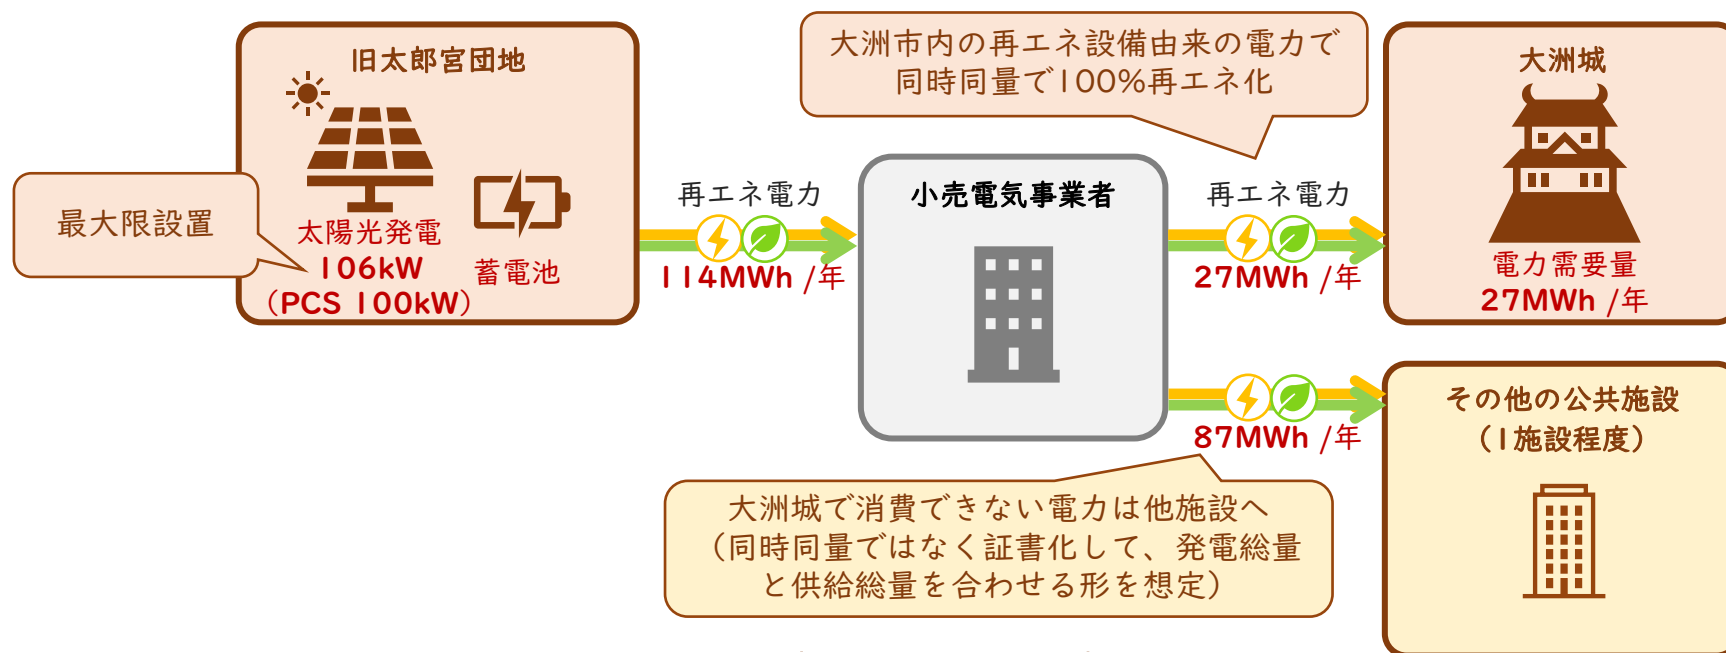 旧太郎宮団地
最大限設置
太陽光発電
106kW
（PCS 100kW）
蓄電池
再エネ電力
114MWh /年
小売電気事業者
大洲市内の再エネ設備由来の電力で
同時同量で100%再エネ化
再エネ電力
27MWh /年
大洲城
電力需要量
27MWh /年
87MWh /年
大洲城で消費できない電力は他施設へ
（同時同量ではなく証書化して、発電総量
と供給総量を合わせる形を想定）
その他の公共施設
（1施設程度）